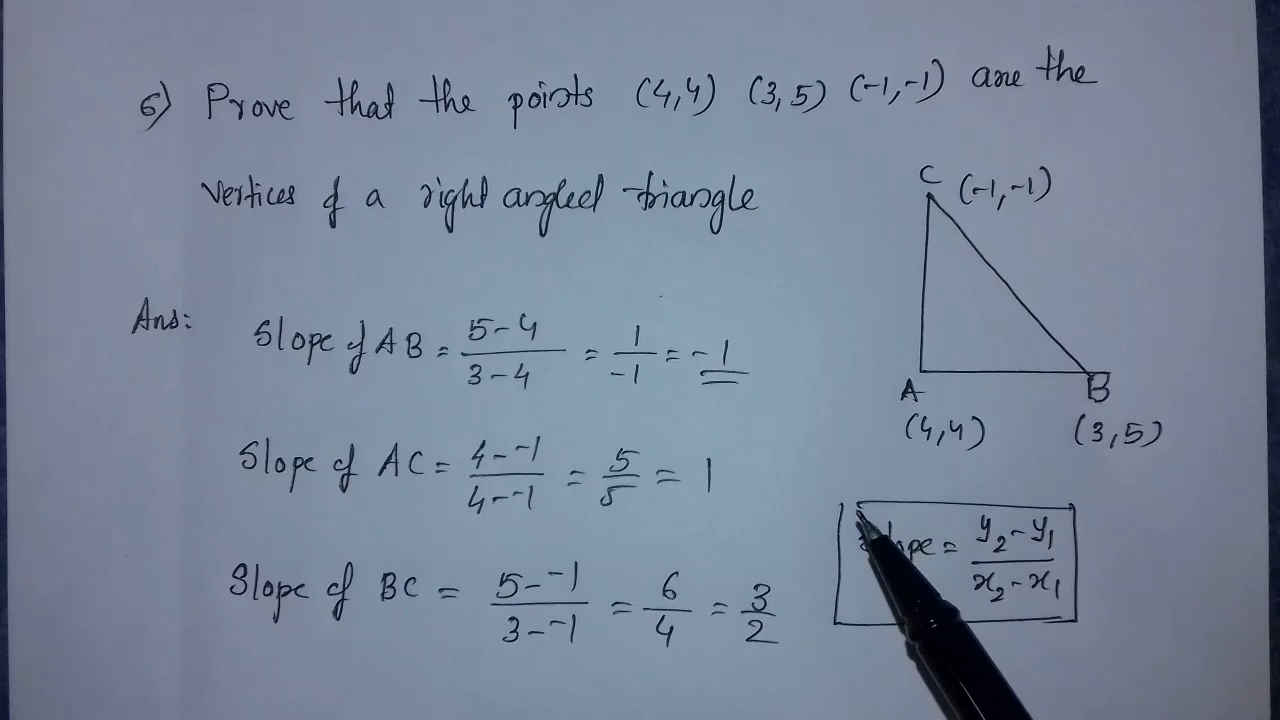 6) Prove that the points (4,4) (3,5) (-1,-1) are the
vertices of a right angled triangle
C (-1,-1)
Ans: Slope of AB = 5-4 / 3-4 = 1 / -1 = -1
A B
(4,4) (3,5)
Slope of AC = 4--1 / 4--1 = 5/5 = 1
Slope = y2-y1 / x2-x1
Slope of BC = 5--1 / 3--1 = 6/4 = 3/2